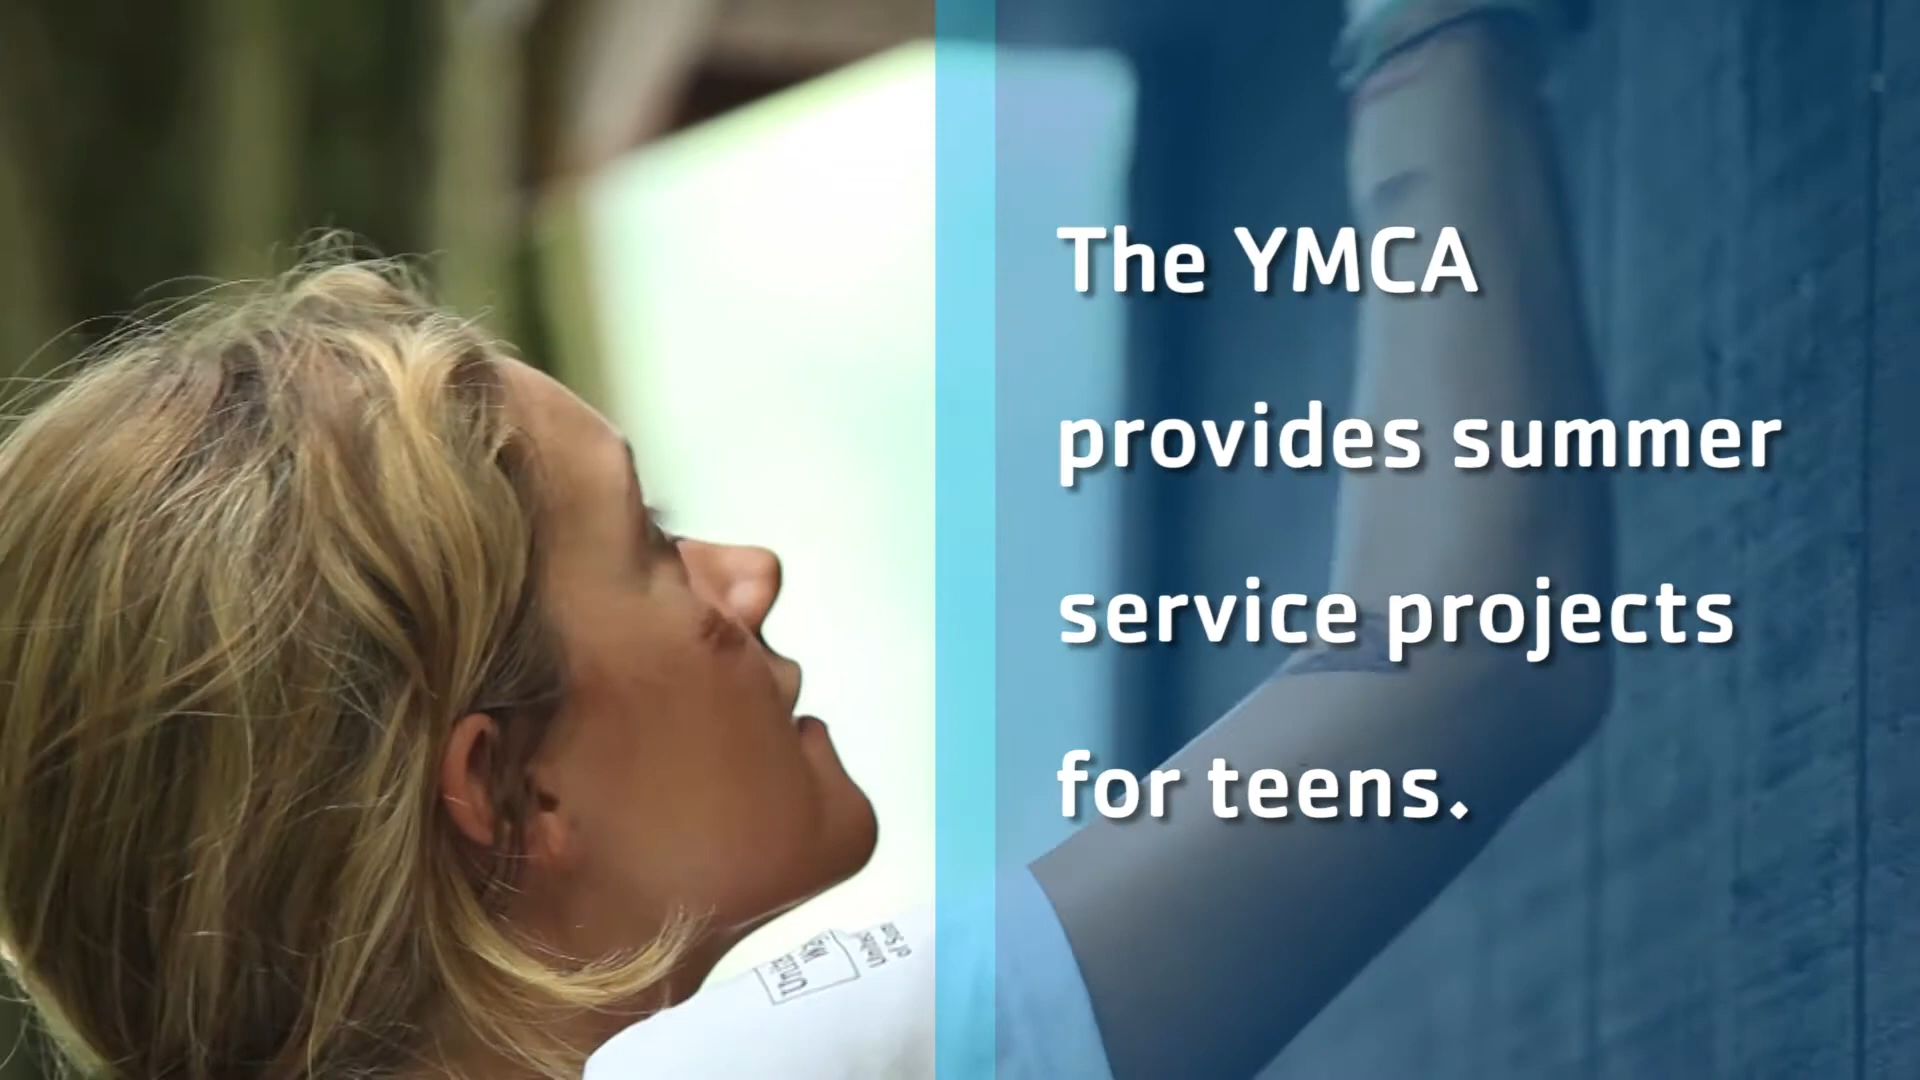 The YMCA
provides summer
service projects
for teens.